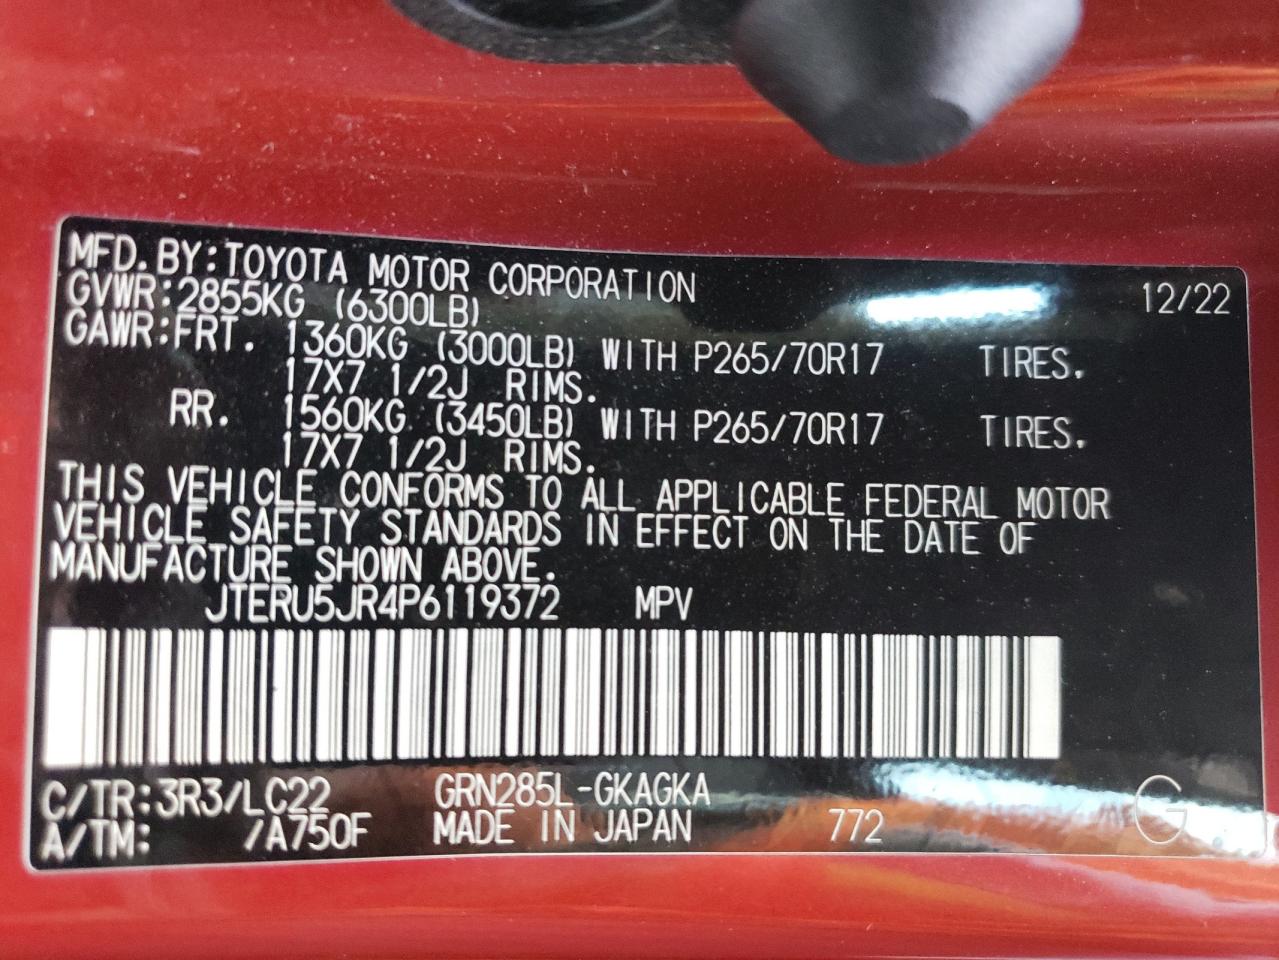 MFD. BY: TOYOTA MOTOR CORPORATION 12/22
GVWR: 2855KG (6300LB)
GAWR: FRT. 1360KG (3000LB) WITH P265/70R17 TIRES.
17X7 1/2J RIMS.
RR. 1560KG (3450LB) WITH P265/70R17 TIRES.
17X7 1/2J RIMS.
THIS VEHICLE CONFORMS TO ALL APPLICABLE FEDERAL MOTOR
VEHICLE SAFETY STANDARDS IN EFFECT ON THE DATE OF
MANUFACTURE SHOWN ABOVE.
JTERU5JR4P6119372 MPV
C/TR: 3R3/LC22 GRN285L-GKAGKA
A/TM: /A750F MADE IN JAPAN 772 G